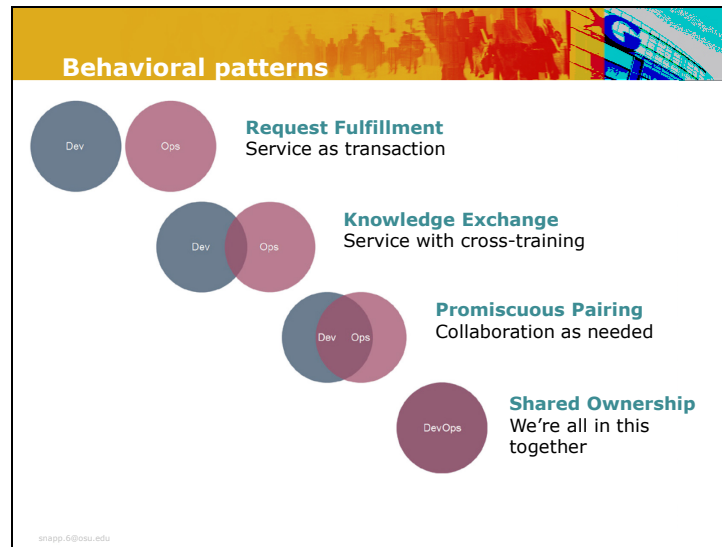 Behavioral patterns
Dev
Ops
Request Fulfillment
Service as transaction
Dev
Ops
Knowledge Exchange
Service with cross-training
Dev
Ops
Promiscuous Pairing
Collaboration as needed
DevOps
Shared Ownership
We're all in this
together
snapp.6@osu.edu
G